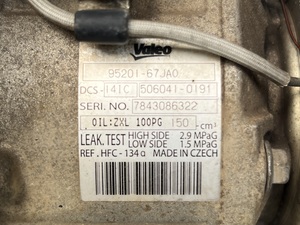 Valeo
95201-67JA0
DCS-141C 506041-0191
SERI. NO. 7843086322
OIL:ZXL 100PG 150 cm³
LEAK. TEST HIGH SIDE 2.9 MPaG
LOW SIDE 1.5 MPaG
REF. HFC-134a MADE IN CZECH